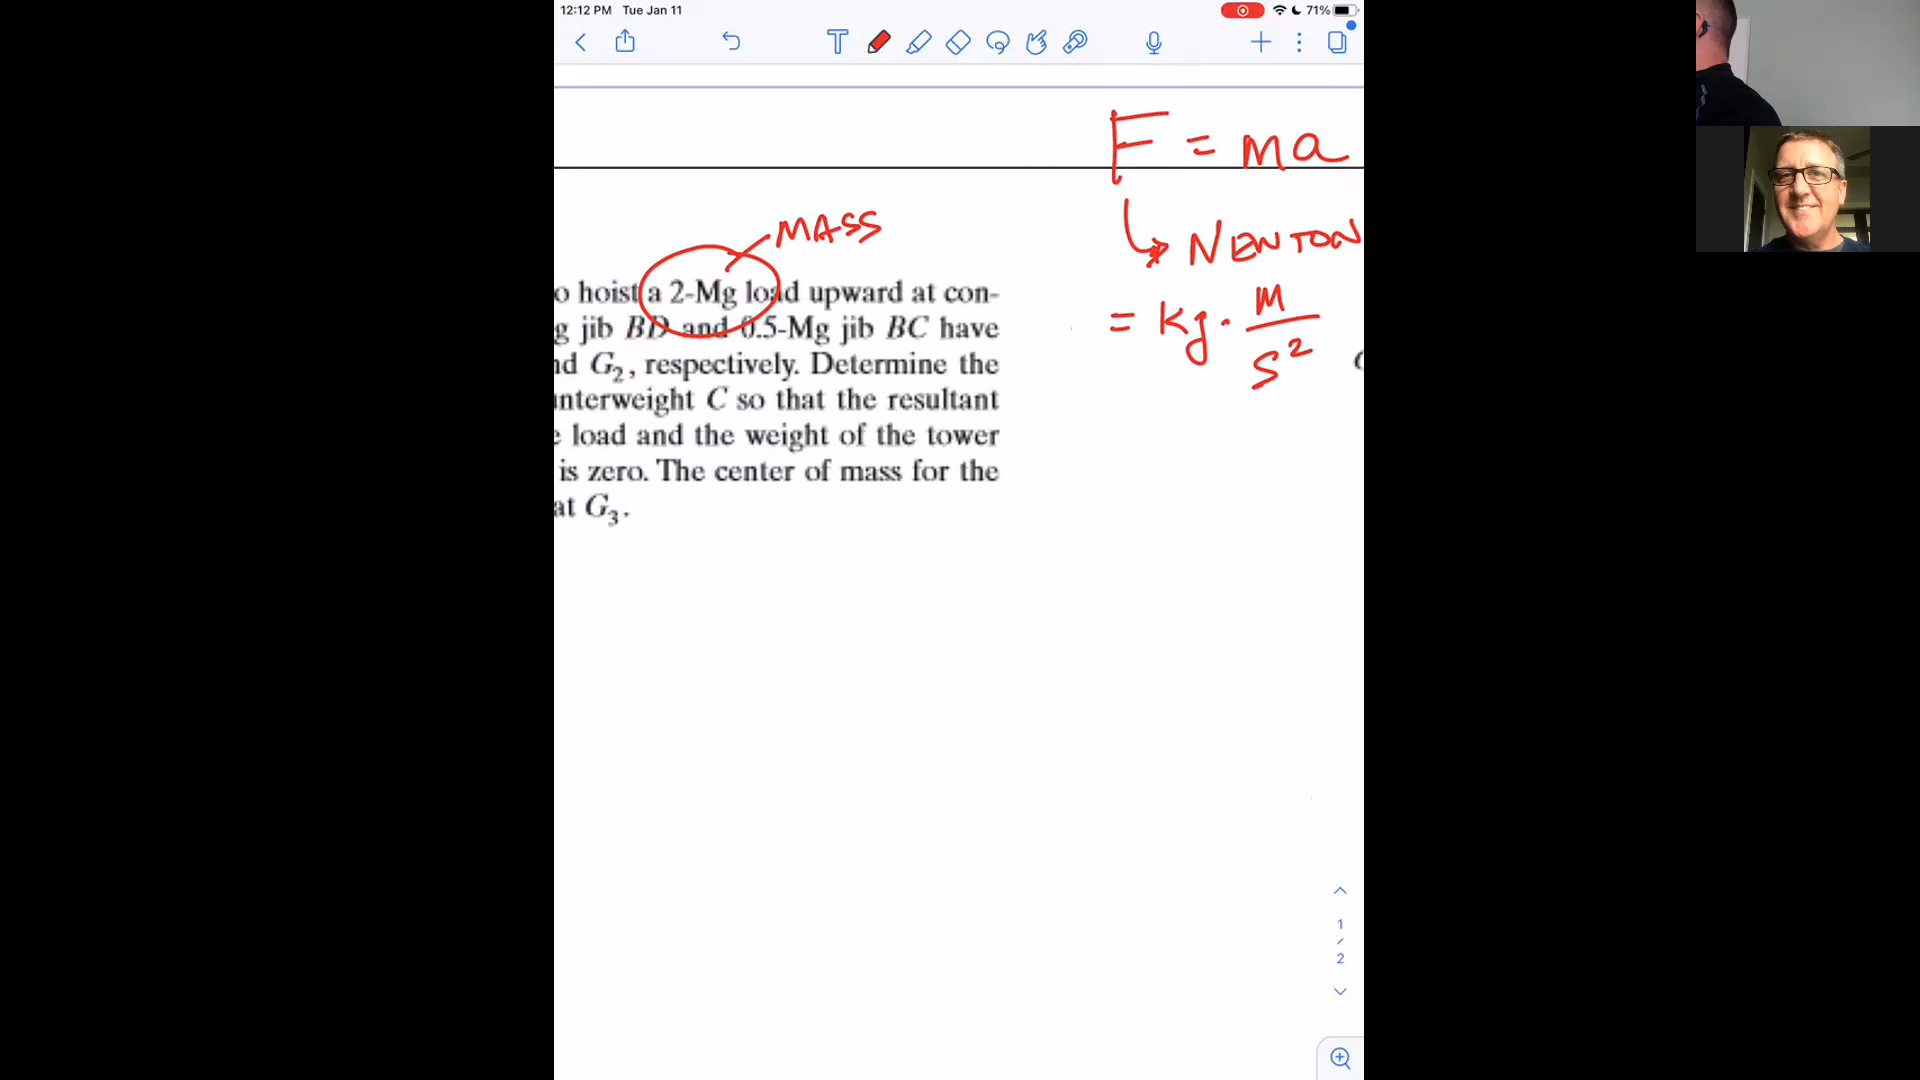 12:12 PM Tue Jan 11
71%
F = ma
MASS
NEWTON
o hoist a 2-Mg load upward at con-
= kg · m/s²
g jib BD and 0.5-Mg jib BC have
nd G₂, respectively. Determine the
unterweight C so that the resultant
e load and the weight of the tower
is zero. The center of mass for the
at G₃.
1
/
2